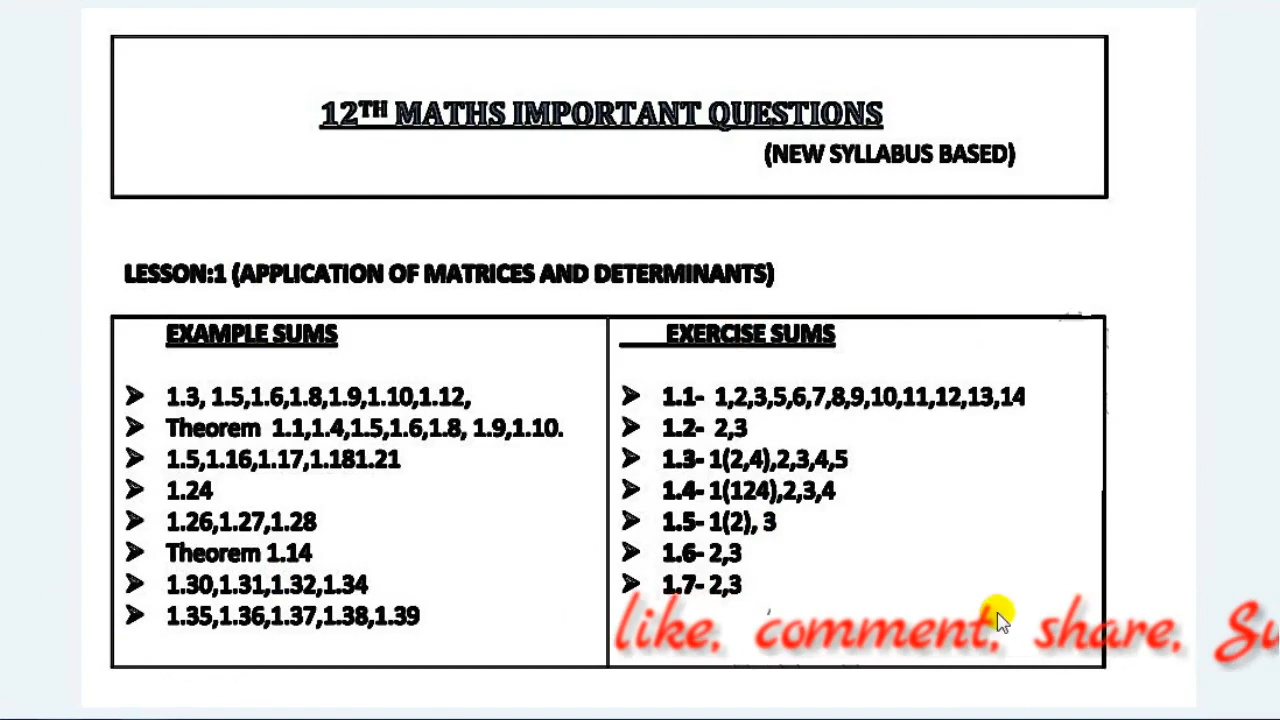 12TH MATHS IMPORTANT QUESTIONS
(NEW SYLLABUS BASED)
LESSON:1 (APPLICATION OF MATRICES AND DETERMINANTS)
EXAMPLE SUMS
➤ 1.3, 1.5,1.6,1.8,1.9,1.10,1.12,
➤ Theorem 1.1,1.4,1.5,1.6,1.8, 1.9,1.10.
➤ 1.5,1.16,1.17,1.181.21
➤ 1.24
➤ 1.26,1.27,1.28
➤ Theorem 1.14
➤ 1.30,1.31,1.32,1.34
➤ 1.35,1.36,1.37,1.38,1.39
EXERCISE SUMS
➤ 1.1- 1,2,3,5,6,7,8,9,10,11,12,13,14
➤ 1.2- 2,3
➤ 1.3- 1(2,4),2,3,4,5
➤ 1.4- 1(124),2,3,4
➤ 1.5- 1(2), 3
➤ 1.6- 2,3
➤ 1.7- 2,3
like, comment, share, Su